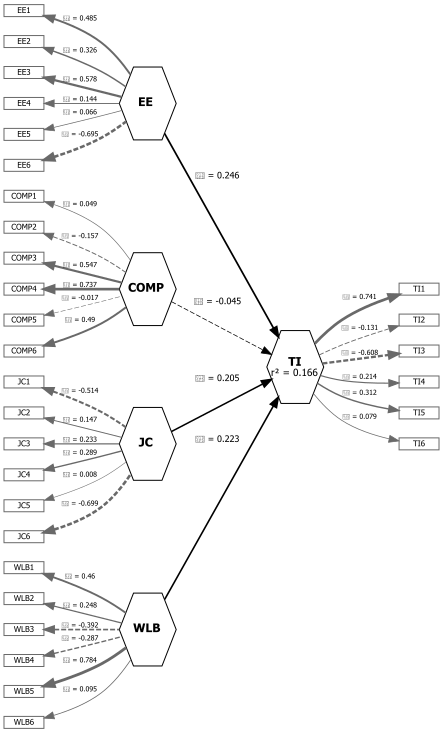 EE1
= 0.485
EE2
= 0.326
EE3
= 0.578
EE4
= 0.144
EE
= 0.066
EE5
= -0.695
EE6
= 0.246
COMP1
= 0.049
COMP2
= -0.157
COMP3
= 0.547
COMP4
= 0.737
COMP
= -0.017
COMP5
= 0.49
COMP6
= -0.045
TI1
= 0.741
TI2
= -0.131
TI3
= -0.608
TI
r² = 0.166
TI4
= 0.214
= 0.312
TI5
= 0.079
TI6
JC1
= -0.514
= 0.205
JC2
= 0.147
JC3
= 0.233
JC
= 0.289
JC4
= 0.008
JC5
= -0.699
JC6
= 0.223
WLB1
= 0.46
WLB2
= 0.248
WLB3
= -0.392
WLB
= -0.287
WLB4
= 0.784
WLB5
= 0.095
WLB6